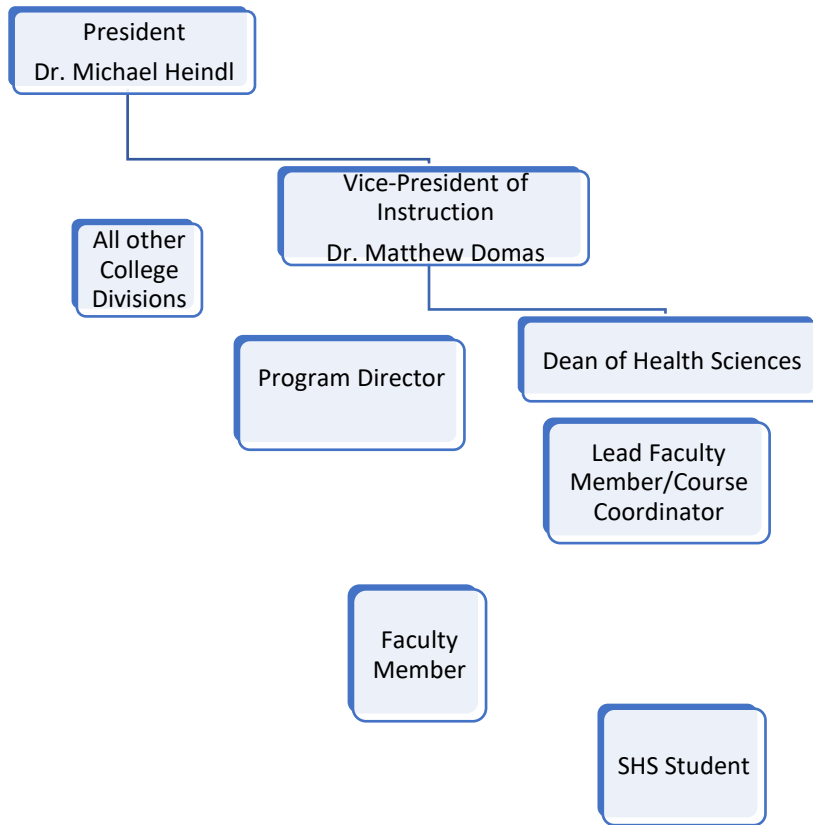 President
Dr. Michael Heindl
Vice-President of
Instruction
Dr. Matthew Domas
All other
College
Divisions
Program Director
Dean of Health Sciences
Lead Faculty
Member/Course
Coordinator
Faculty
Member
SHS Student